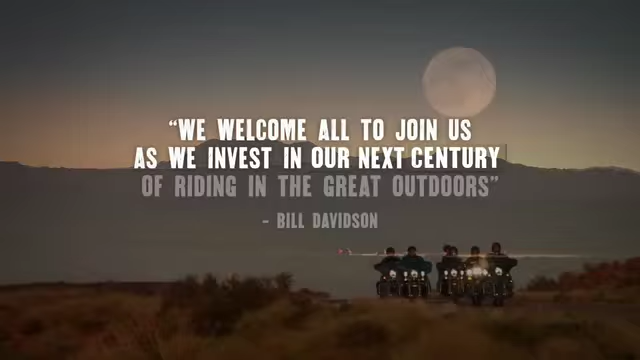 “WE WELCOME ALL TO JOIN US
AS WE INVEST IN OUR NEXT CENTURY
OF RIDING IN THE GREAT OUTDOORS”
- BILL DAVIDSON